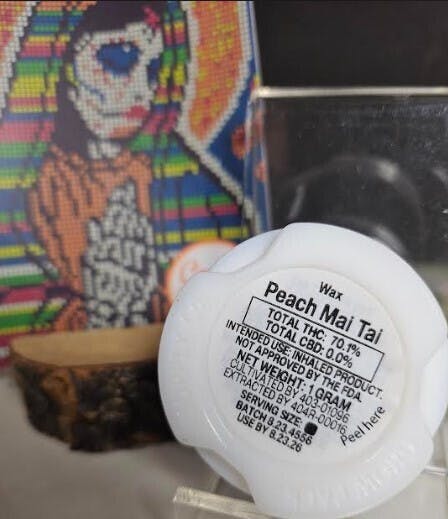 Wax
Peach Mai Tai
TOTAL THC: 70.1%
TOTAL CBD: 0.0%
INTENDED USE: INHALED PRODUCT.
NOT APPROVED BY THE FDA.
NET WEIGHT: 1 GRAM
CULTIVATED BY 403-01065
EXTRACTED BY 404R-00016
SERVING SIZE:
BATCH 8.23.4556
USE BY 8.23.26
Peel here